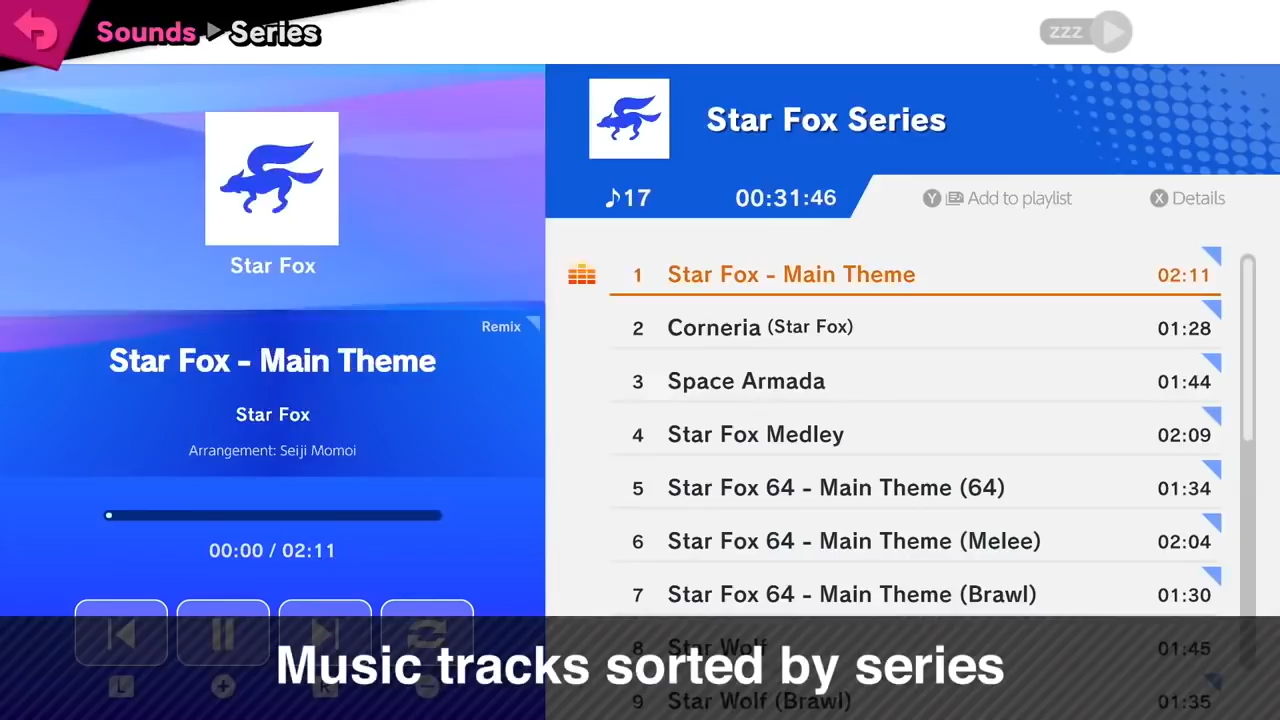 Sounds ▶ Series
zzz
Star Fox
Remix
Star Fox - Main Theme
Star Fox
Arrangement: Seiji Momoi
00:00 / 02:11
L + R -
Star Fox Series
♪17 00:31:46
Y Add to playlist X Details
1 Star Fox - Main Theme 02:11
2 Corneria (Star Fox) 01:28
3 Space Armada 01:44
4 Star Fox Medley 02:09
5 Star Fox 64 - Main Theme (64) 01:34
6 Star Fox 64 - Main Theme (Melee) 02:04
7 Star Fox 64 - Main Theme (Brawl) 01:30
8 Star Wolf 01:45
9 Star Wolf (Brawl) 01:35
Music tracks sorted by series